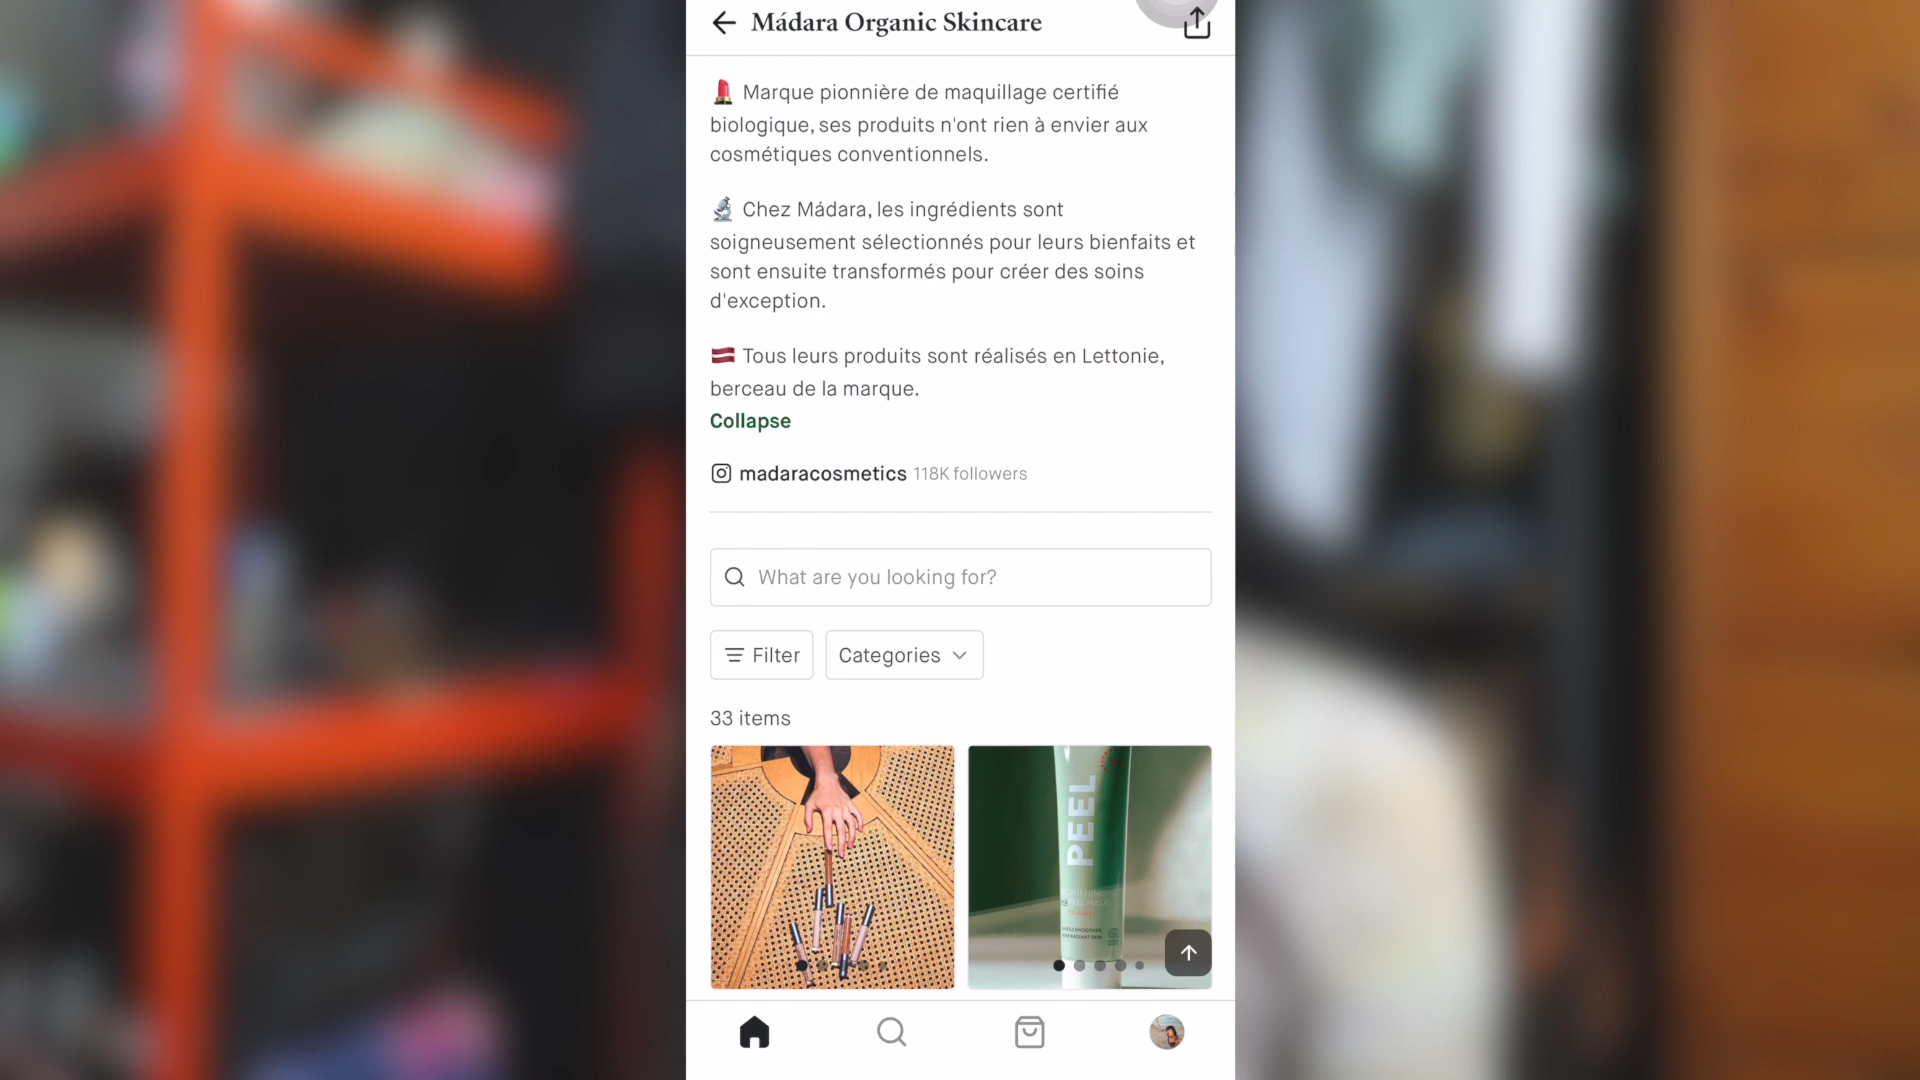 Mádara Organic Skincare
Marque pionnière de maquillage certifié
biologique, ses produits n'ont rien à envier aux
cosmétiques conventionnels.
Chez Mádara, les ingrédients sont
soigneusement sélectionnés pour leurs bienfaits et
sont ensuite transformés pour créer des soins
d'exception.
Tous leurs produits sont réalisés en Lettonie,
berceau de la marque.
Collapse
madaracosmetics 118K followers
What are you looking for?
Filter
Categories
33 items
PEEL